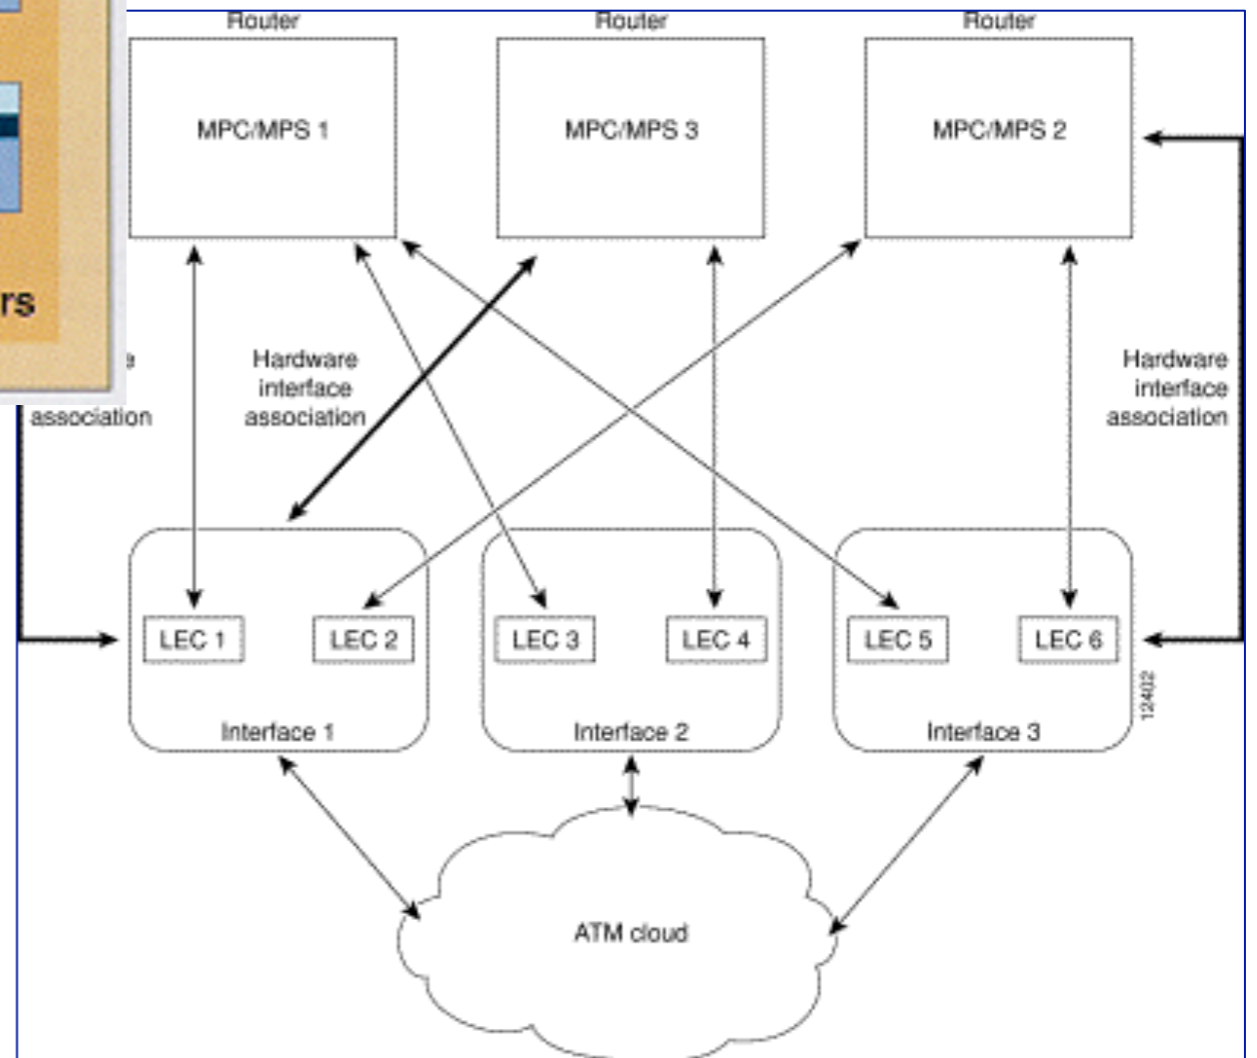 Router
Router
Router
MPC/MPS 1
MPC/MPS 3
MPC/MPS 2
rs
e
association
Hardware
interface
association
Hardware
interface
association
LEC 1
LEC 2
LEC 3
LEC 4
LEC 5
LEC 6
12402
Interface 1
Interface 2
Interface 3
ATM cloud